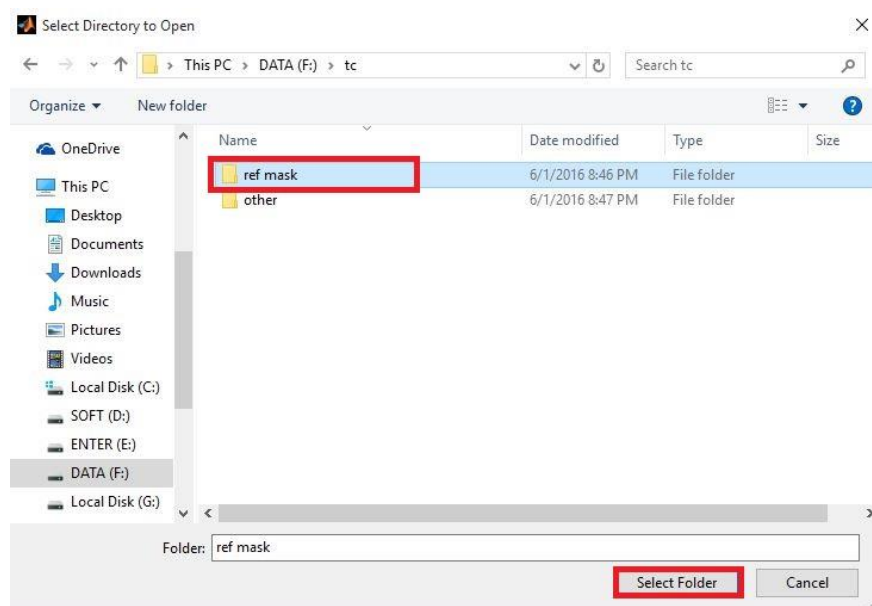 Select Directory to Open
This PC > DATA (F:) > tc
Search tc
Organize
New folder
Name
Date modified
Type
Size
OneDrive
This PC
Desktop
Documents
Downloads
Music
Pictures
Videos
Local Disk (C:)
SOFT (D:)
ENTER (E:)
DATA (F:)
Local Disk (G:)
ref mask 6/1/2016 8:46 PM File folder
other 6/1/2016 8:47 PM File folder
Folder: ref mask
Select Folder
Cancel